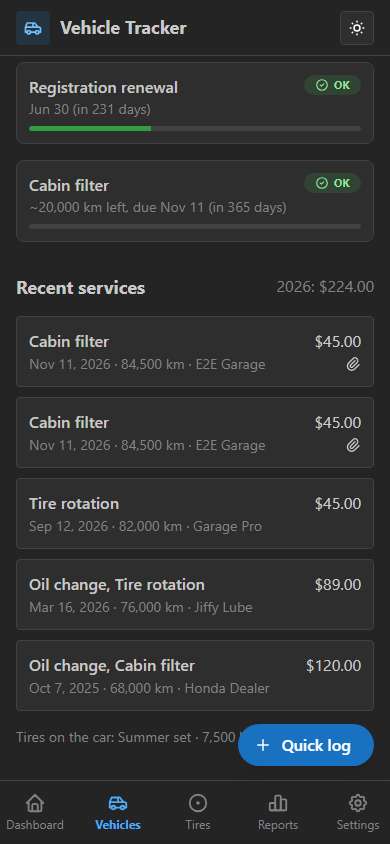 Vehicle Tracker
Registration renewal
OK
Jun 30 (in 231 days)
Cabin filter
OK
~20,000 km left, due Nov 11 (in 365 days)
Recent services
2026: $224.00
Cabin filter
$45.00
Nov 11, 2026 · 84,500 km · E2E Garage
Cabin filter
$45.00
Nov 11, 2026 · 84,500 km · E2E Garage
Tire rotation
$45.00
Sep 12, 2026 · 82,000 km · Garage Pro
Oil change, Tire rotation
$89.00
Mar 16, 2026 · 76,000 km · Jiffy Lube
Oil change, Cabin filter
$120.00
Oct 7, 2025 · 68,000 km · Honda Dealer
Tires on the car: Summer set · 7,500
+ Quick log
Dashboard
Vehicles
Tires
Reports
Settings